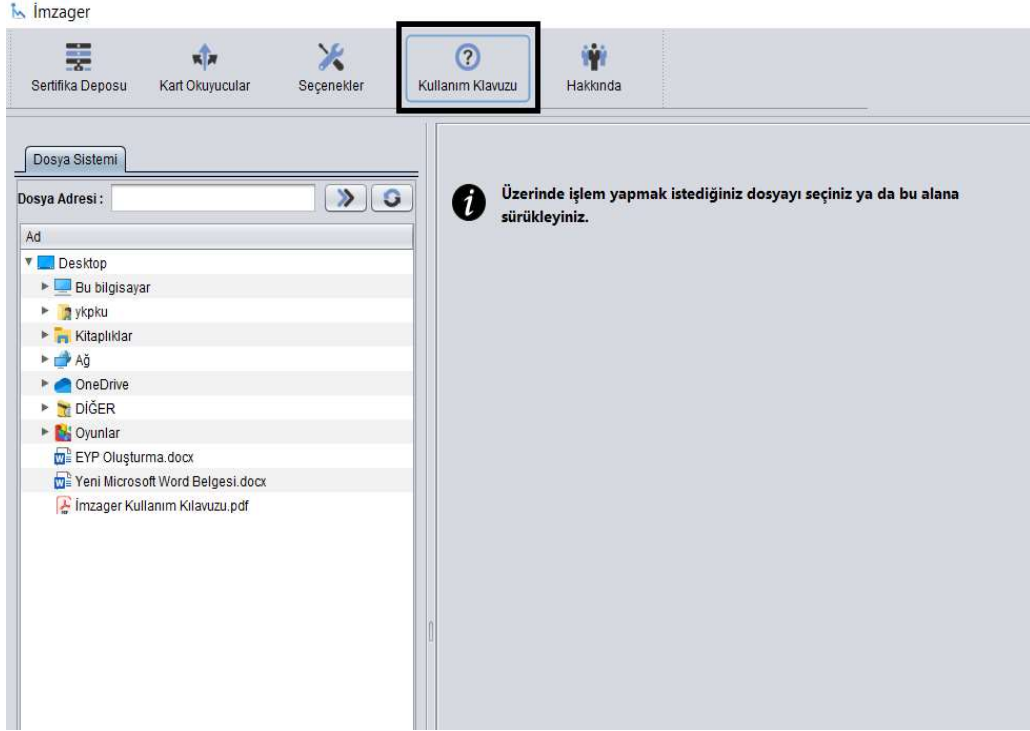 İmzager
Sertifika Deposu
Kart Okuyucular
Seçenekler
Kullanım Klavuzu
Hakkında
Dosya Sistemi
Dosya Adresi :
Ad
Desktop
Bu bilgisayar
ykpku
Kitaplıklar
Ağ
OneDrive
DİĞER
Oyunlar
EYP Oluşturma.docx
Yeni Microsoft Word Belgesi.docx
İmzager Kullanım Kılavuzu.pdf
Üzerinde işlem yapmak istediğiniz dosyayı seçiniz ya da bu alana
sürükleyiniz.